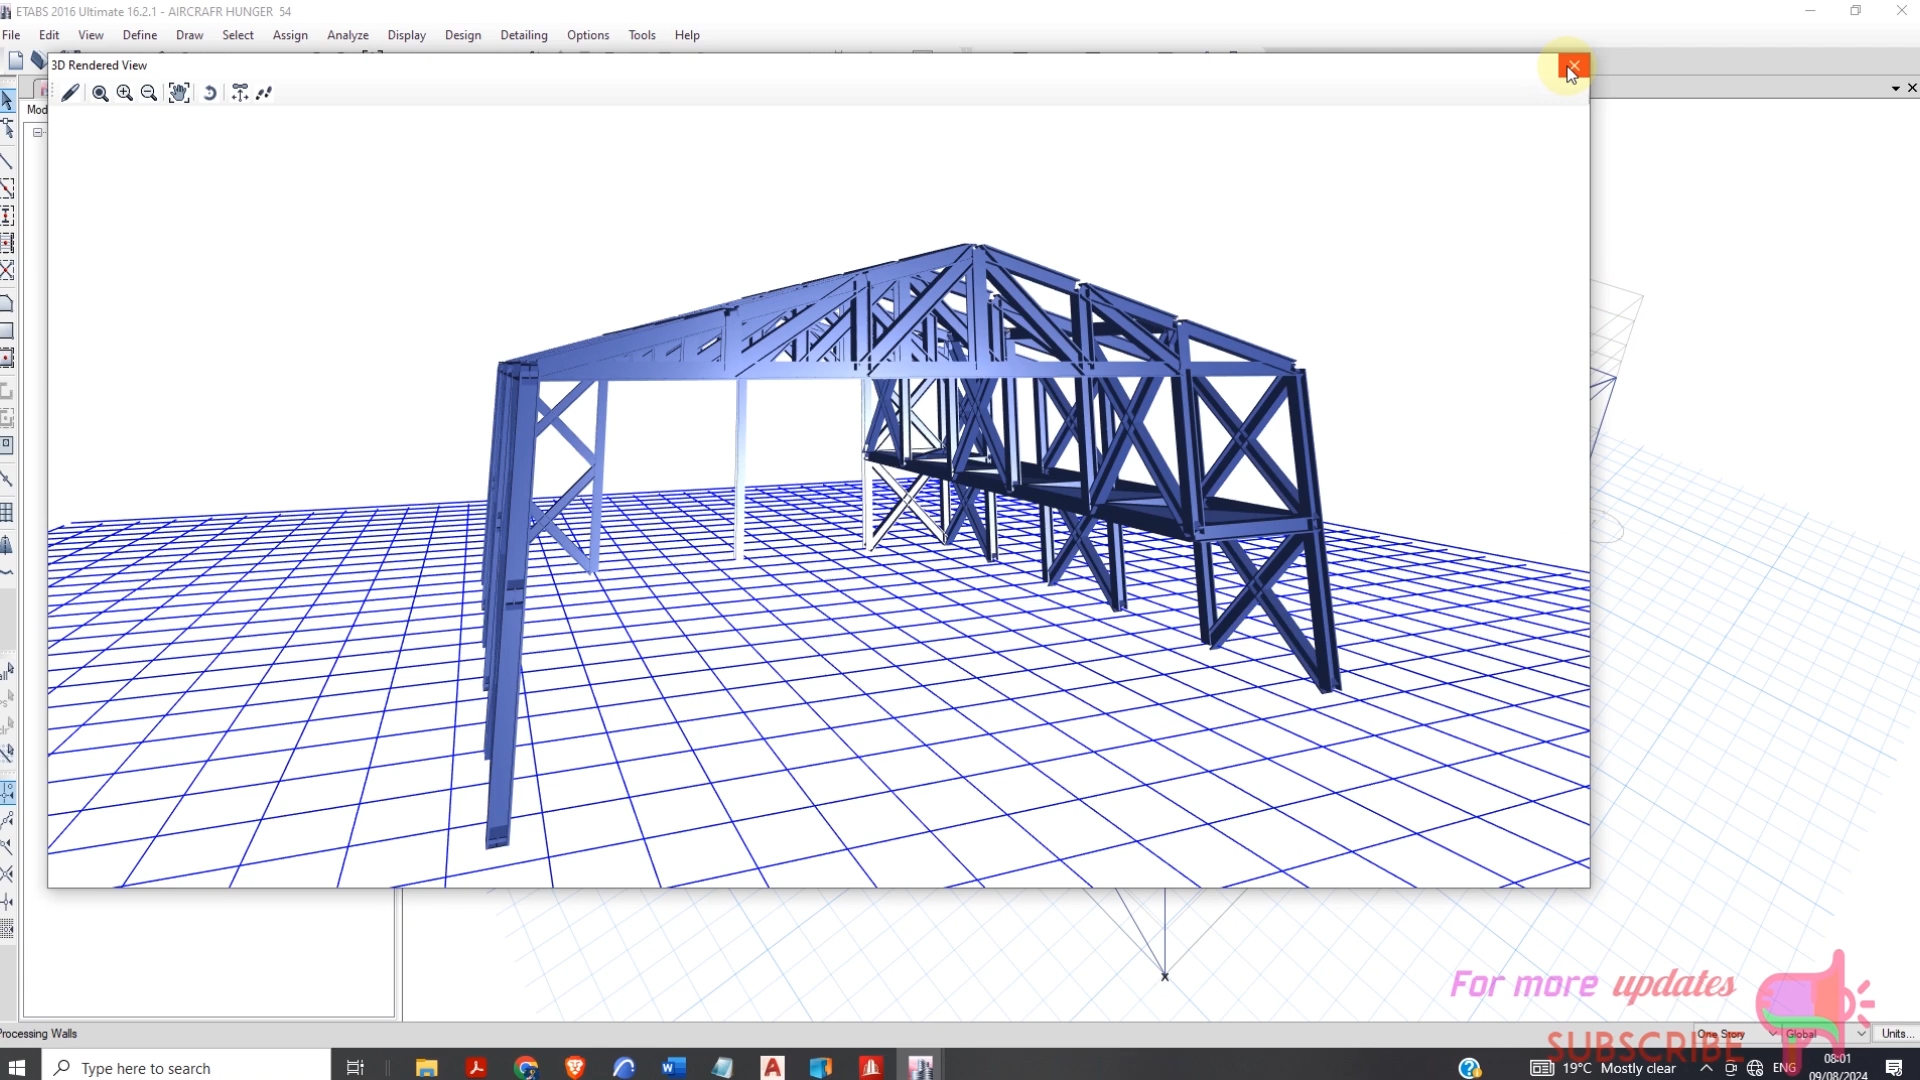 ETABS 2016 Ultimate 16.2.1 - AIRCRAFR HUNGER 54
File Edit View Define Draw Select Assign Analyze Display Design Detailing Options Tools Help
3D Rendered View
Mod
For more updates
SUBSCRIBE
Processing Walls
One Story Global Units...
Type here to search
19°C Mostly clear
ENG
08:01
09/08/2024